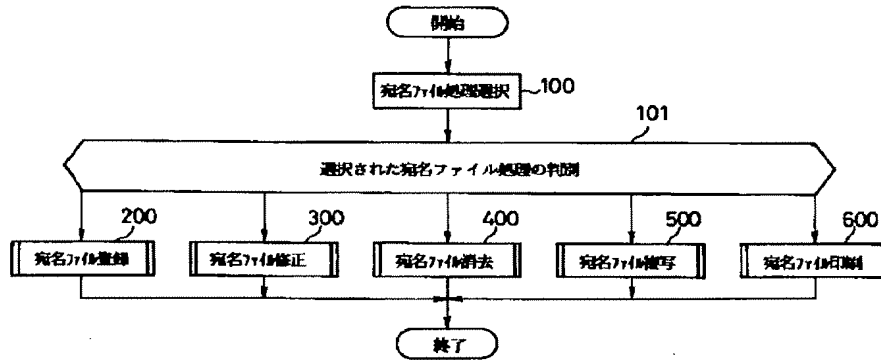 開始
宛名ファイル処理選択
100
101
選択された宛名ファイル処理の判別
200
300
400
500
600
宛名ファイル登録
宛名ファイル修正
宛名ファイル消去
宛名ファイル複写
宛名ファイル印刷
終了